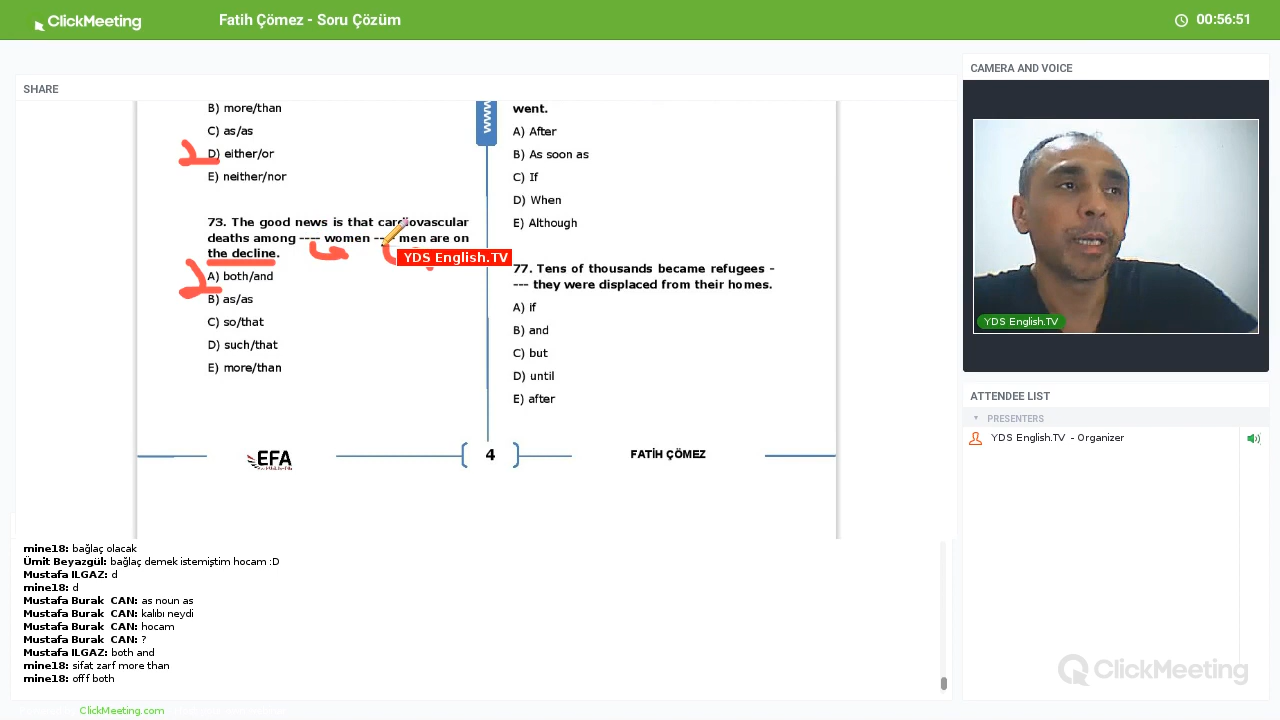 ClickMeeting
Fatih Çömez - Soru Çözüm
00:56:51
SHARE
B) more/than
C) as/as
D) either/or
E) neither/nor
73. The good news is that cardiovascular
deaths among ---- women ---- men are on
the decline.
A) both/and
B) as/as
C) so/that
D) such/that
E) more/than
www
went.
A) After
B) As soon as
C) If
D) When
E) Although
YDS English.TV
77. Tens of thousands became refugees -
--- they were displaced from their homes.
A) if
B) and
C) but
D) until
E) after
EFA
4
FATİH ÇÖMEZ
CAMERA AND VOICE
YDS English.TV
ATTENDEE LIST
PRESENTERS
YDS English.TV - Organizer
mine18: bağlaç olacak
Ümit Beyazgül: bağlaç demek istemiştim hocam :D
Mustafa ILGAZ: d
mine18: d
Mustafa Burak CAN: as noun as
Mustafa Burak CAN: kalıbı neydi
Mustafa Burak CAN: hocam
Mustafa Burak CAN: ?
Mustafa ILGAZ: both and
mine18: sifat zarf more than
mine18: offf both
ClickMeeting
ClickMeeting.com